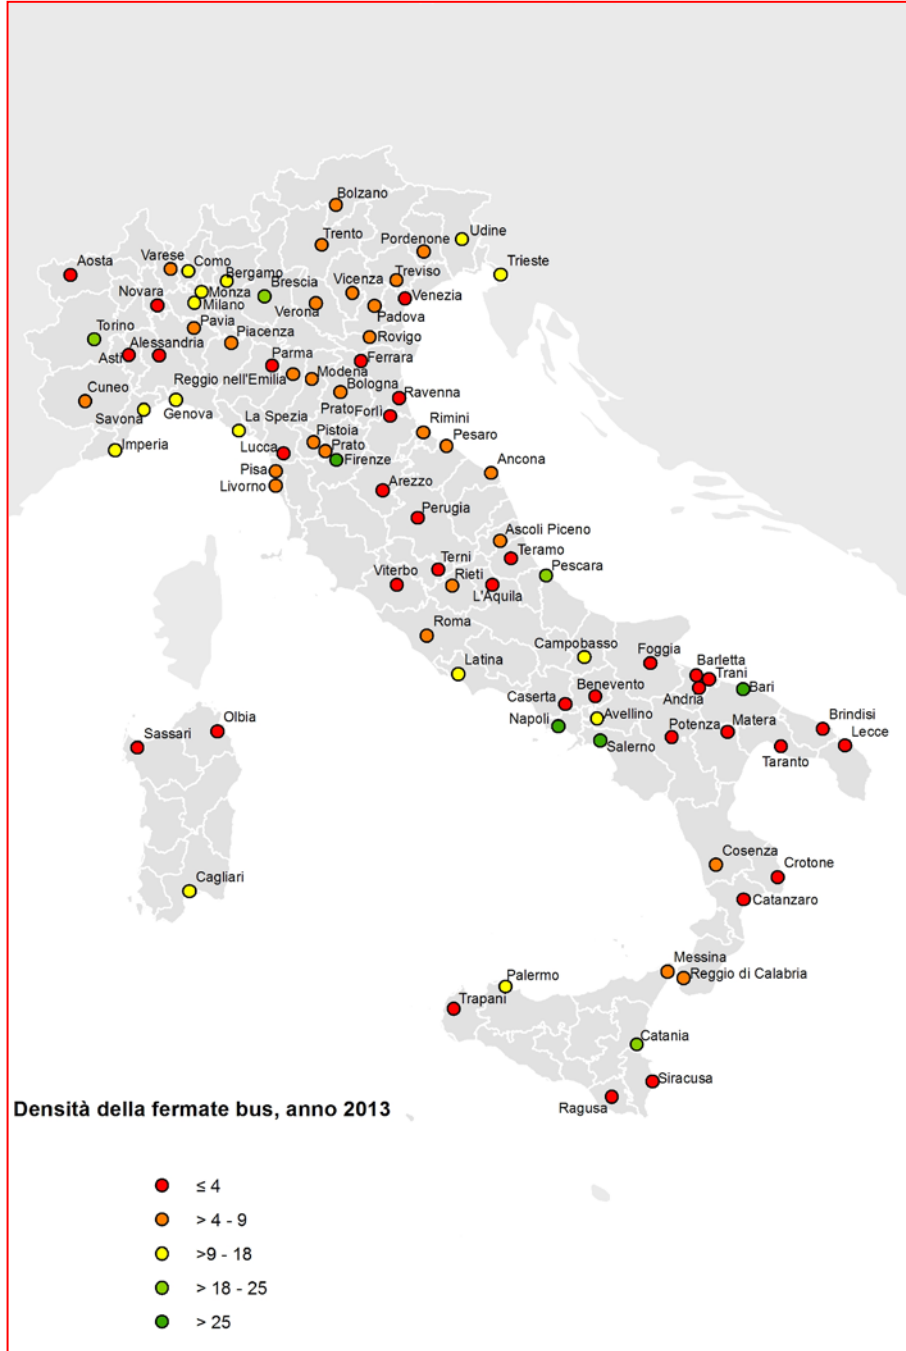 Bolzano
Udine
Trento
Pordenone
Trieste
Aosta
Varese
Como
Bergamo
Brescia
Vicenza
Treviso
Novara
Monza
Milano
Verona
Venezia
Padova
Torino
Pavia
Piacenza
Rovigo
Asti
Alessandria
Parma
Ferrara
Reggio nell'Emilia
Modena
Bologna
Cuneo
Ravenna
Savona
Genova
La Spezia
Prato
Forlì
Rimini
Imperia
Lucca
Pistoia
Prato
Firenze
Pesaro
Pisa
Livorno
Ancona
Arezzo
Perugia
Ascoli Piceno
Teramo
Terni
Pescara
Viterbo
Rieti
L'Aquila
Roma
Campobasso
Foggia
Latina
Barletta
Trani
Bari
Andria
Caserta
Benevento
Napoli
Avellino
Salerno
Potenza
Matera
Brindisi
Lecce
Taranto
Olbia
Sassari
Cosenza
Crotone
Catanzaro
Cagliari
Messina
Reggio di Calabria
Palermo
Trapani
Catania
Siracusa
Ragusa
Densità della fermate bus, anno 2013
≤ 4
> 4 - 9
>9 - 18
> 18 - 25
> 25